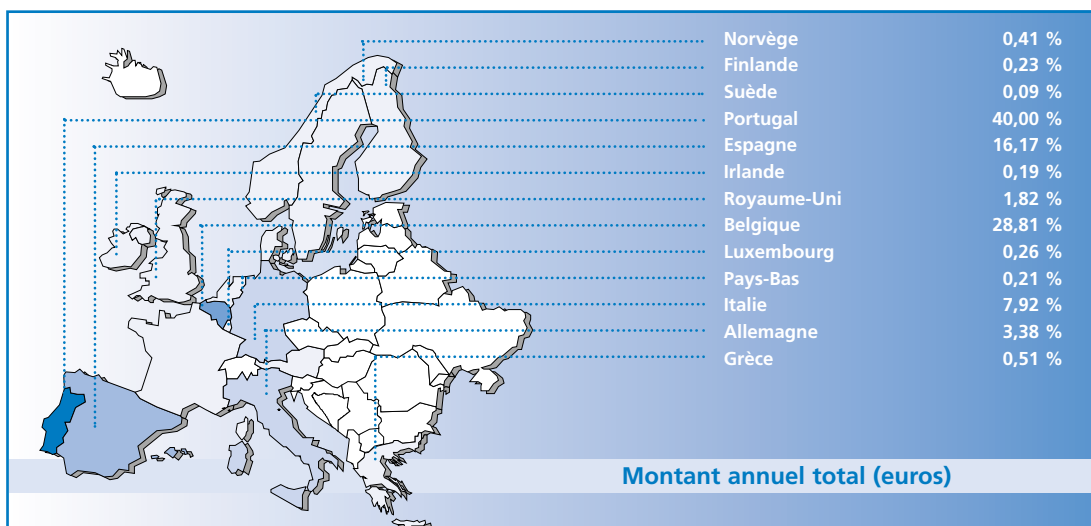 Norvège 0,41 %
Finlande 0,23 %
Suède 0,09 %
Portugal 40,00 %
Espagne 16,17 %
Irlande 0,19 %
Royaume-Uni 1,82 %
Belgique 28,81 %
Luxembourg 0,26 %
Pays-Bas 0,21 %
Italie 7,92 %
Allemagne 3,38 %
Grèce 0,51 %
Montant annuel total (euros)